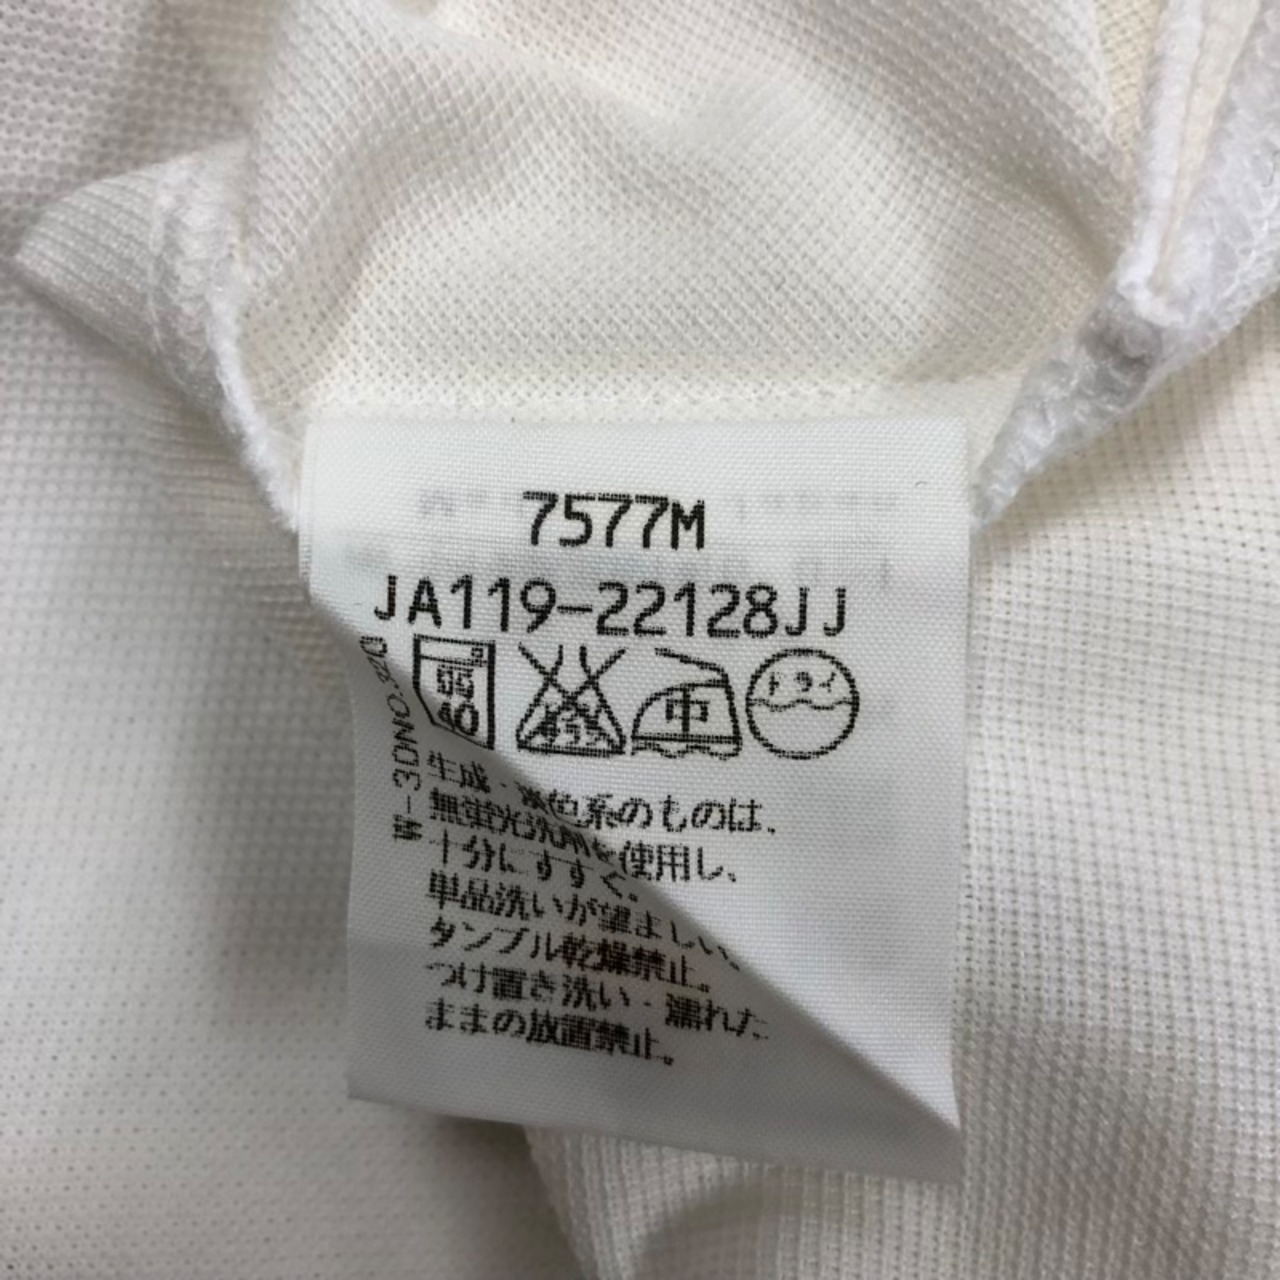 7577M
JA119-22128JJ
40
中
ドライ
W-3DNO.320
生成・淡色系のものは、
無蛍光洗剤を使用し、
十分にすすぐ。
単品洗いが望ましい、
タンブル乾燥禁止。
つけ置き洗い・濡れた
ままの放置禁止。